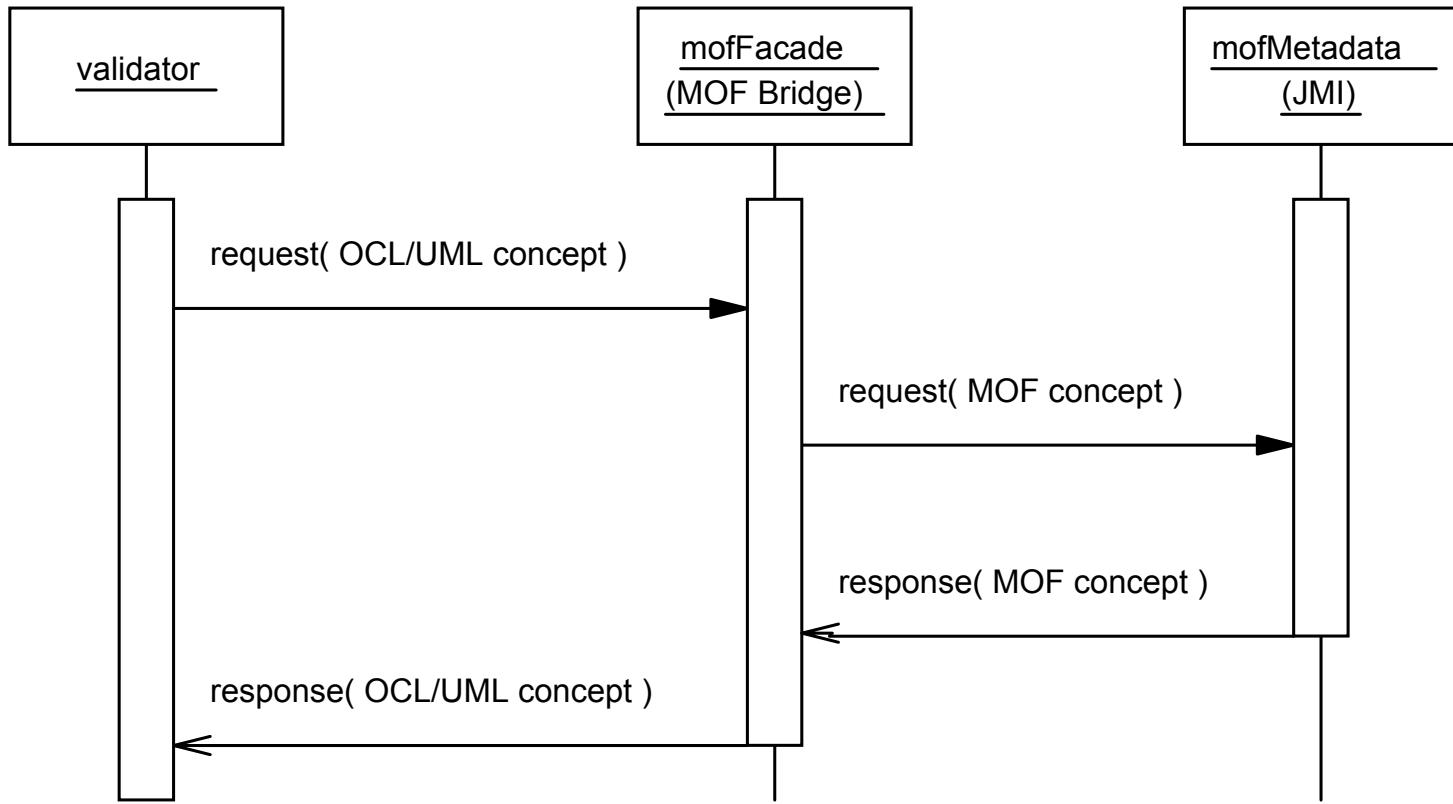 validator
mofFacade
(MOF Bridge)
mofMetadata
(JMI)
request( OCL/UML concept )
request( MOF concept )
response( MOF concept )
response( OCL/UML concept )